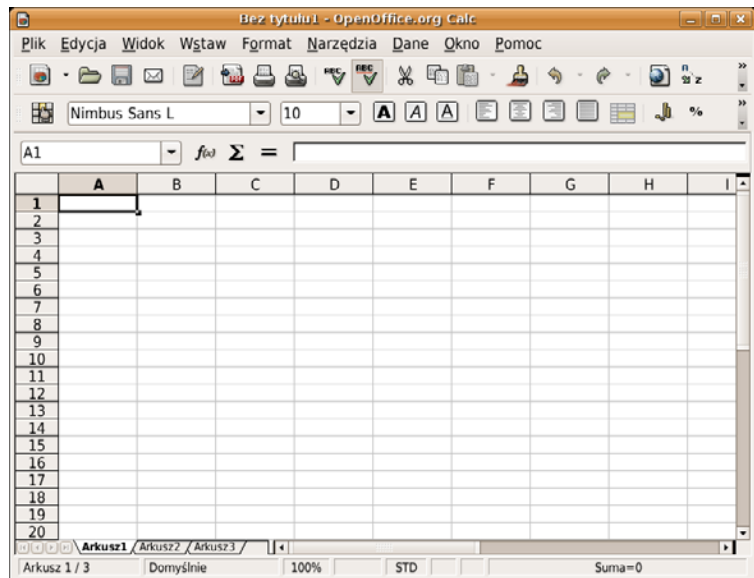 Bez tytułu1 - OpenOffice.org Calc
Plik Edycja Widok Wstaw Format Narzędzia Dane Okno Pomoc
Nimbus Sans L 10 A A A %
A1 f(x) Σ =
A B C D E F G H I
1
2
3
4
5
6
7
8
9
10
11
12
13
14
15
16
17
18
19
20
Arkusz1 Arkusz2 Arkusz3
Arkusz 1 / 3 Domyślnie 100% STD Suma=0